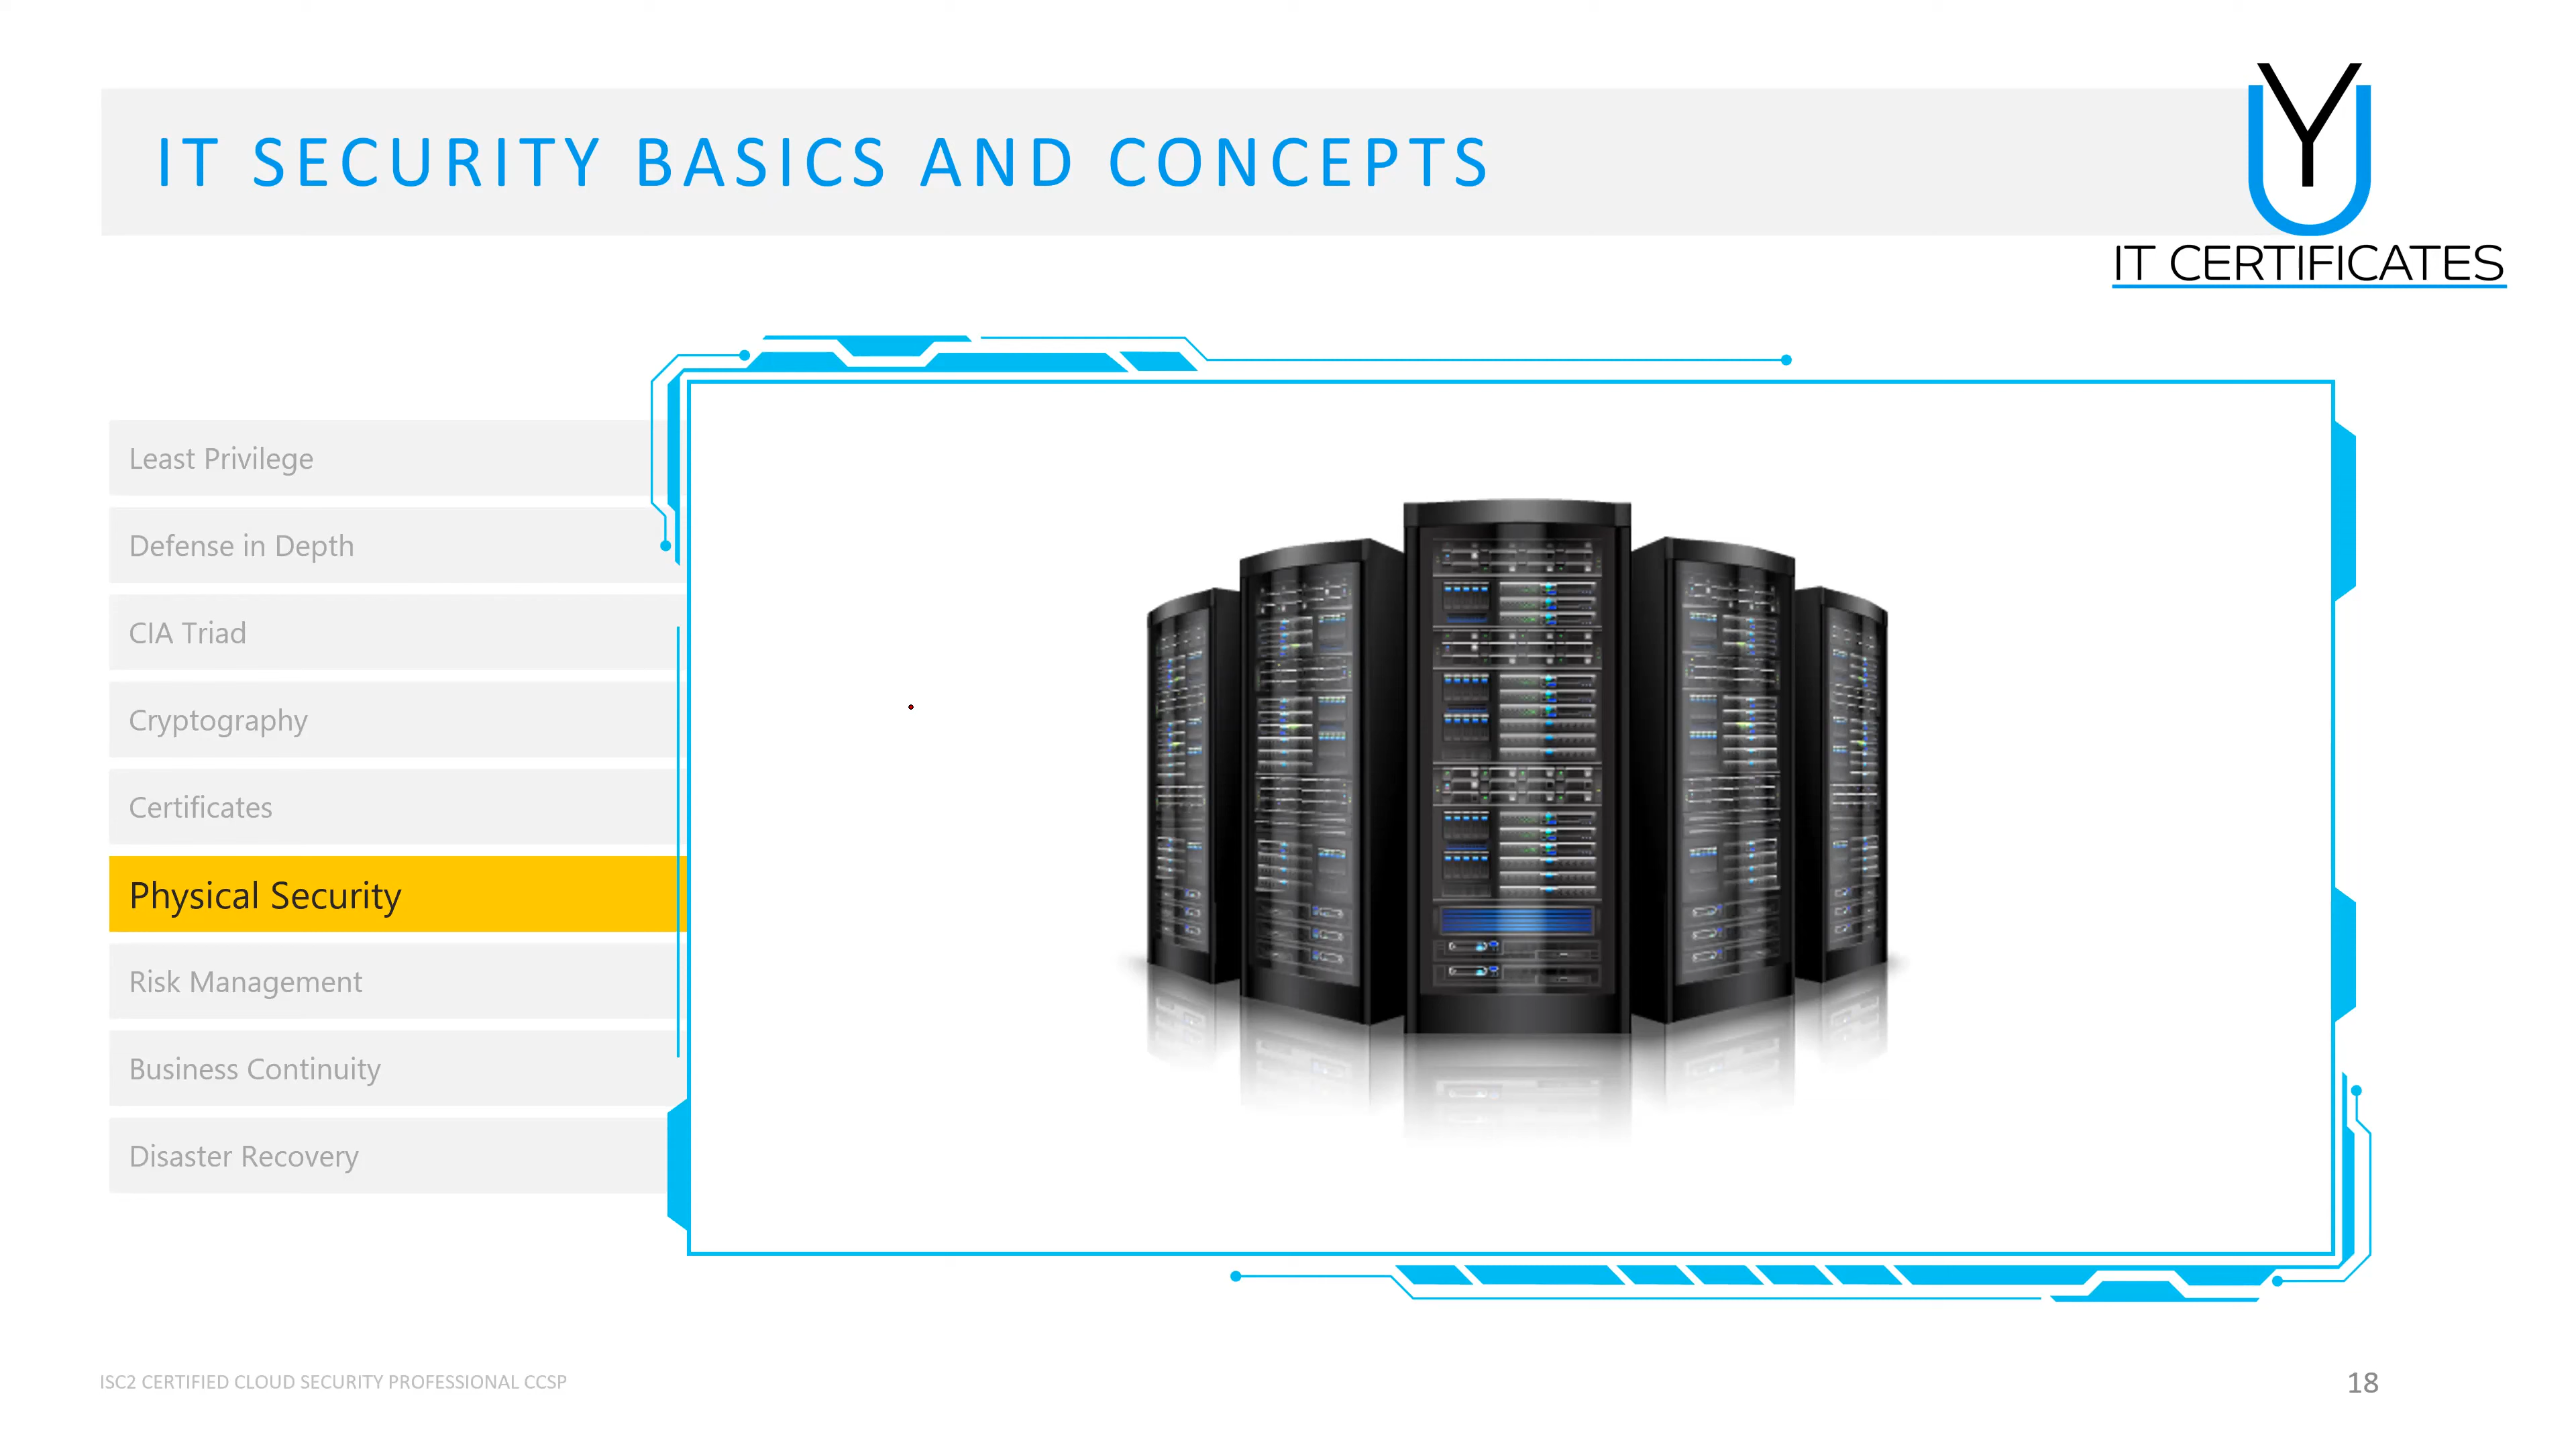 IT SECURITY BASICS AND CONCEPTS
UY
IT CERTIFICATES
Least Privilege
Defense in Depth
CIA Triad
Cryptography
Certificates
Physical Security
Risk Management
Business Continuity
Disaster Recovery
ISC2 CERTIFIED CLOUD SECURITY PROFESSIONAL CCSP
18